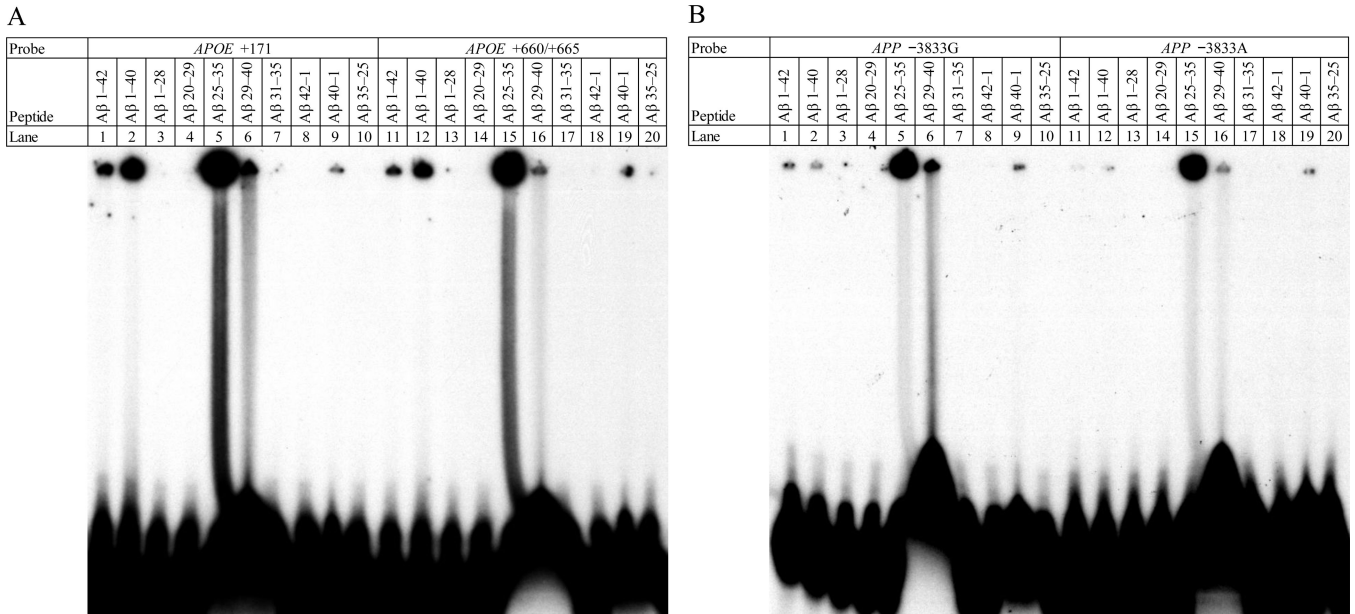 A
Probe APOE +171 APOE +660/+665
Peptide Aβ 1–42 Aβ 1–40 Aβ 1–28 Aβ 20–29 Aβ 25–35 Aβ 29–40 Aβ 31–35 Aβ 42–1 Aβ 40–1 Aβ 35–25 Aβ 1–42 Aβ 1–40 Aβ 1–28 Aβ 20–29 Aβ 25–35 Aβ 29–40 Aβ 31–35 Aβ 42–1 Aβ 40–1 Aβ 35–25
Lane 1 2 3 4 5 6 7 8 9 10 11 12 13 14 15 16 17 18 19 20
B
Probe APP −3833G APP −3833A
Peptide Aβ 1–42 Aβ 1–40 Aβ 1–28 Aβ 20–29 Aβ 25–35 Aβ 29–40 Aβ 31–35 Aβ 42–1 Aβ 40–1 Aβ 35–25 Aβ 1–42 Aβ 1–40 Aβ 1–28 Aβ 20–29 Aβ 25–35 Aβ 29–40 Aβ 31–35 Aβ 42–1 Aβ 40–1 Aβ 35–25
Lane 1 2 3 4 5 6 7 8 9 10 11 12 13 14 15 16 17 18 19 20